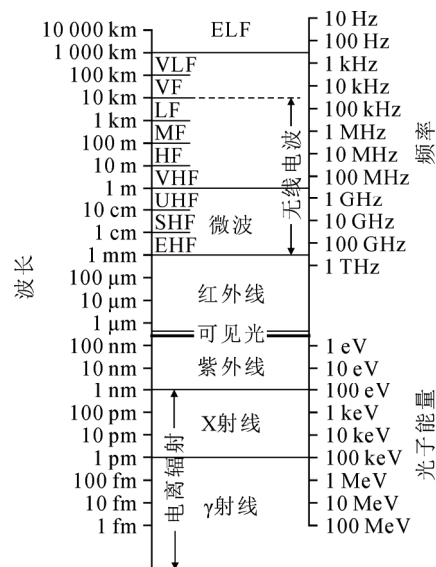 10 000 km
1 000 km
100 km
10 km
1 km
100 m
10 m
1 m
10 cm
1 cm
1 mm
100 μm
10 μm
1 μm
100 nm
10 nm
1 nm
100 pm
10 pm
1 pm
100 fm
10 fm
1 fm
波长
ELF
VLF
VF
LF
MF
HF
VHF
UHF
SHF
EHF
微波
无线电波
红外线
可见光
紫外线
X射线
γ射线
电离辐射
10 Hz
100 Hz
1 kHz
10 kHz
100 kHz
1 MHz
10 MHz
100 MHz
1 GHz
10 GHz
100 GHz
1 THz
频率
1 eV
10 eV
100 eV
1 keV
10 keV
100 keV
1 MeV
10 MeV
100 MeV
光子能量